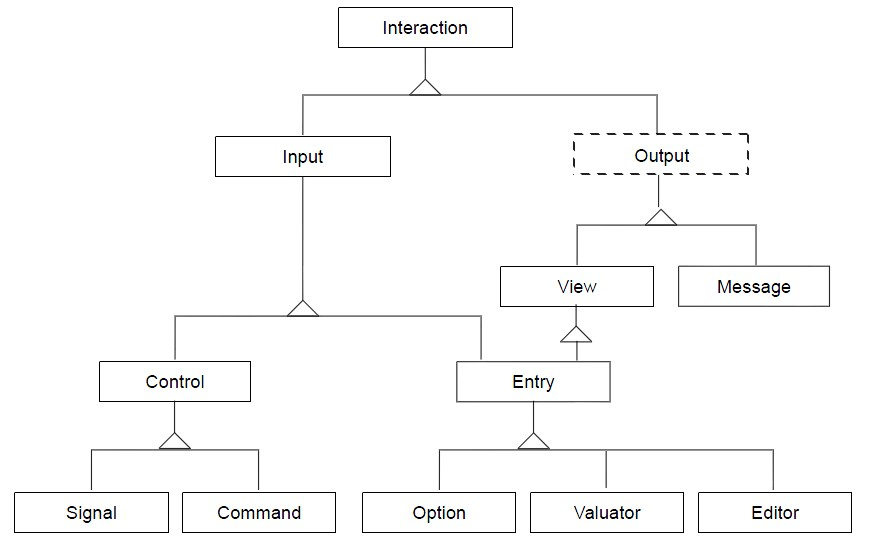 Interaction
Input
Output
View
Message
Control
Entry
Signal
Command
Option
Valuator
Editor